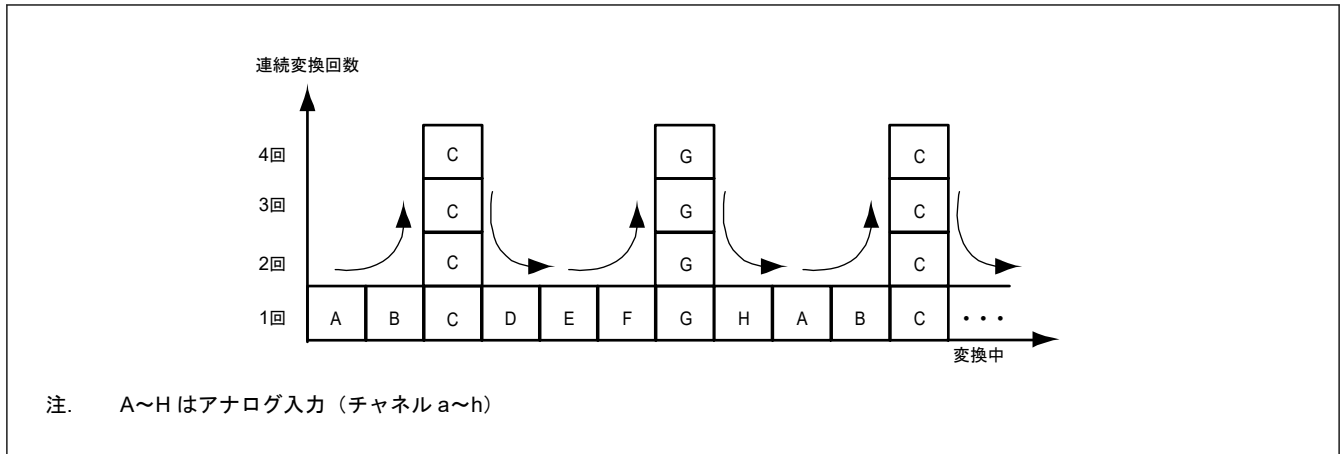 連続変換回数
4回 C G C
3回 C G C
2回 C G C
1回 A B C D E F G H A B C ・・・
変換中
注. A～H はアナログ入力（チャネル a～h）